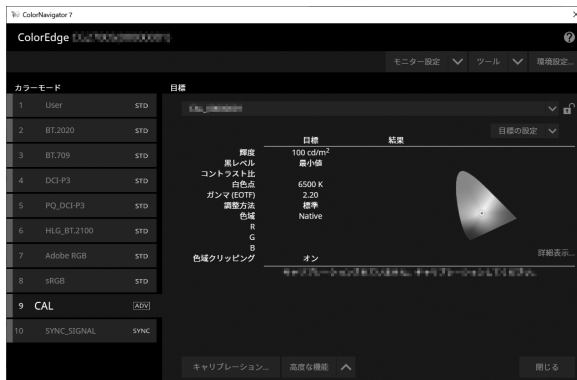 ColorNavigator 7
ColorEdge
モニター設定 ツール 環境設定...
カラーモード
1 User STD
2 BT.2020 STD
3 BT.709 STD
4 DCI-P3 STD
5 PQ_DCI-P3 STD
6 HLG_BT.2100 STD
7 Adobe RGB STD
8 sRGB STD
9 CAL ADV
10 SYNC_SIGNAL SYNC
目標
目標の設定
目標 結果
輝度 100 cd/m²
黒レベル 最小値
コントラスト比
白色点 6500 K
ガンマ (EOTF) 2.20
調整方法 標準
色域 Native
R
G
B
色域クリッピング オン
詳細表示...
キャリブレーション... 高度な機能 閉じる